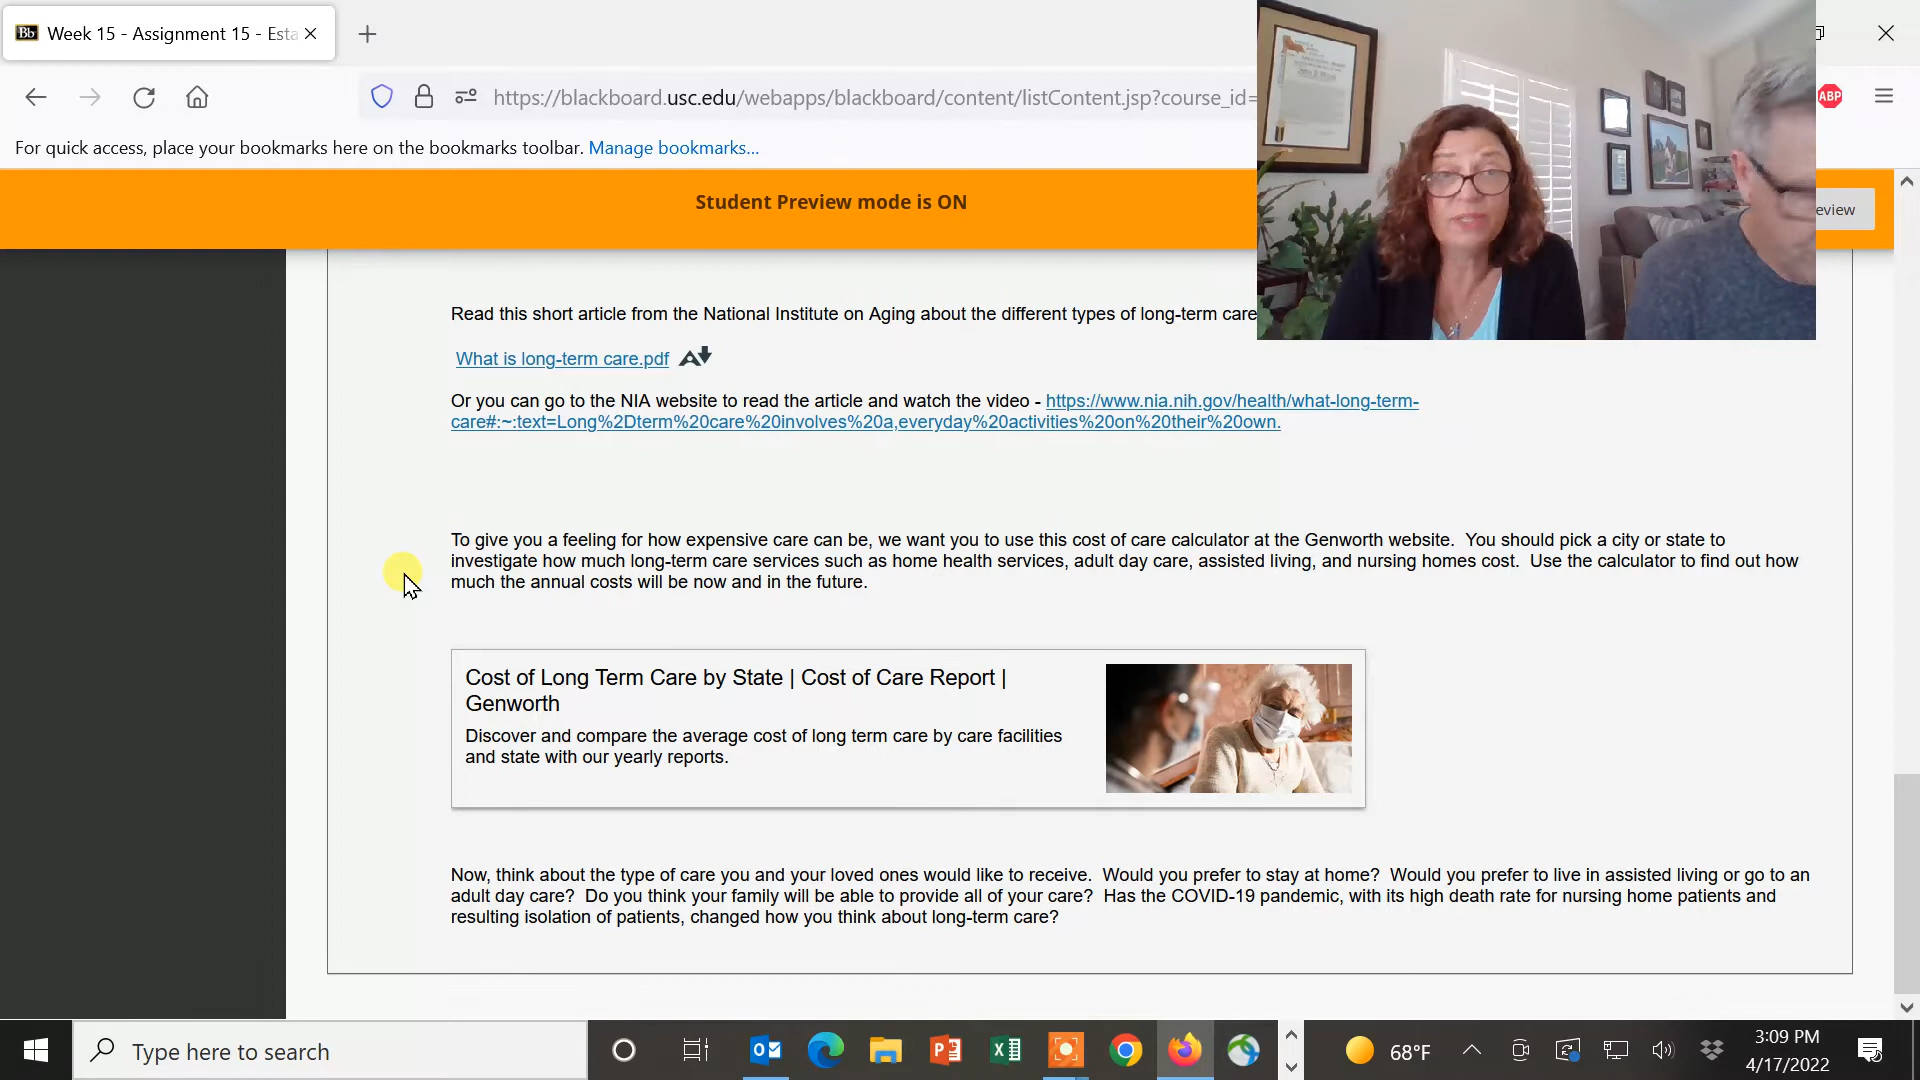 Bb Week 15 - Assignment 15 - Esta
https://blackboard.usc.edu/webapps/blackboard/content/listContent.jsp?course_id=
ABP
For quick access, place your bookmarks here on the bookmarks toolbar. Manage bookmarks...
Student Preview mode is ON
eview
Read this short article from the National Institute on Aging about the different types of long-term care
What is long-term care.pdf
Or you can go to the NIA website to read the article and watch the video - https://www.nia.nih.gov/health/what-long-term-
care#:~:text=Long%2Dterm%20care%20involves%20a,everyday%20activities%20on%20their%20own.
To give you a feeling for how expensive care can be, we want you to use this cost of care calculator at the Genworth website. You should pick a city or state to
investigate how much long-term care services such as home health services, adult day care, assisted living, and nursing homes cost. Use the calculator to find out how
much the annual costs will be now and in the future.
Cost of Long Term Care by State | Cost of Care Report |
Genworth
Discover and compare the average cost of long term care by care facilities
and state with our yearly reports.
Now, think about the type of care you and your loved ones would like to receive. Would you prefer to stay at home? Would you prefer to live in assisted living or go to an
adult day care? Do you think your family will be able to provide all of your care? Has the COVID-19 pandemic, with its high death rate for nursing home patients and
resulting isolation of patients, changed how you think about long-term care?
Type here to search
68°F
3:09 PM
4/17/2022